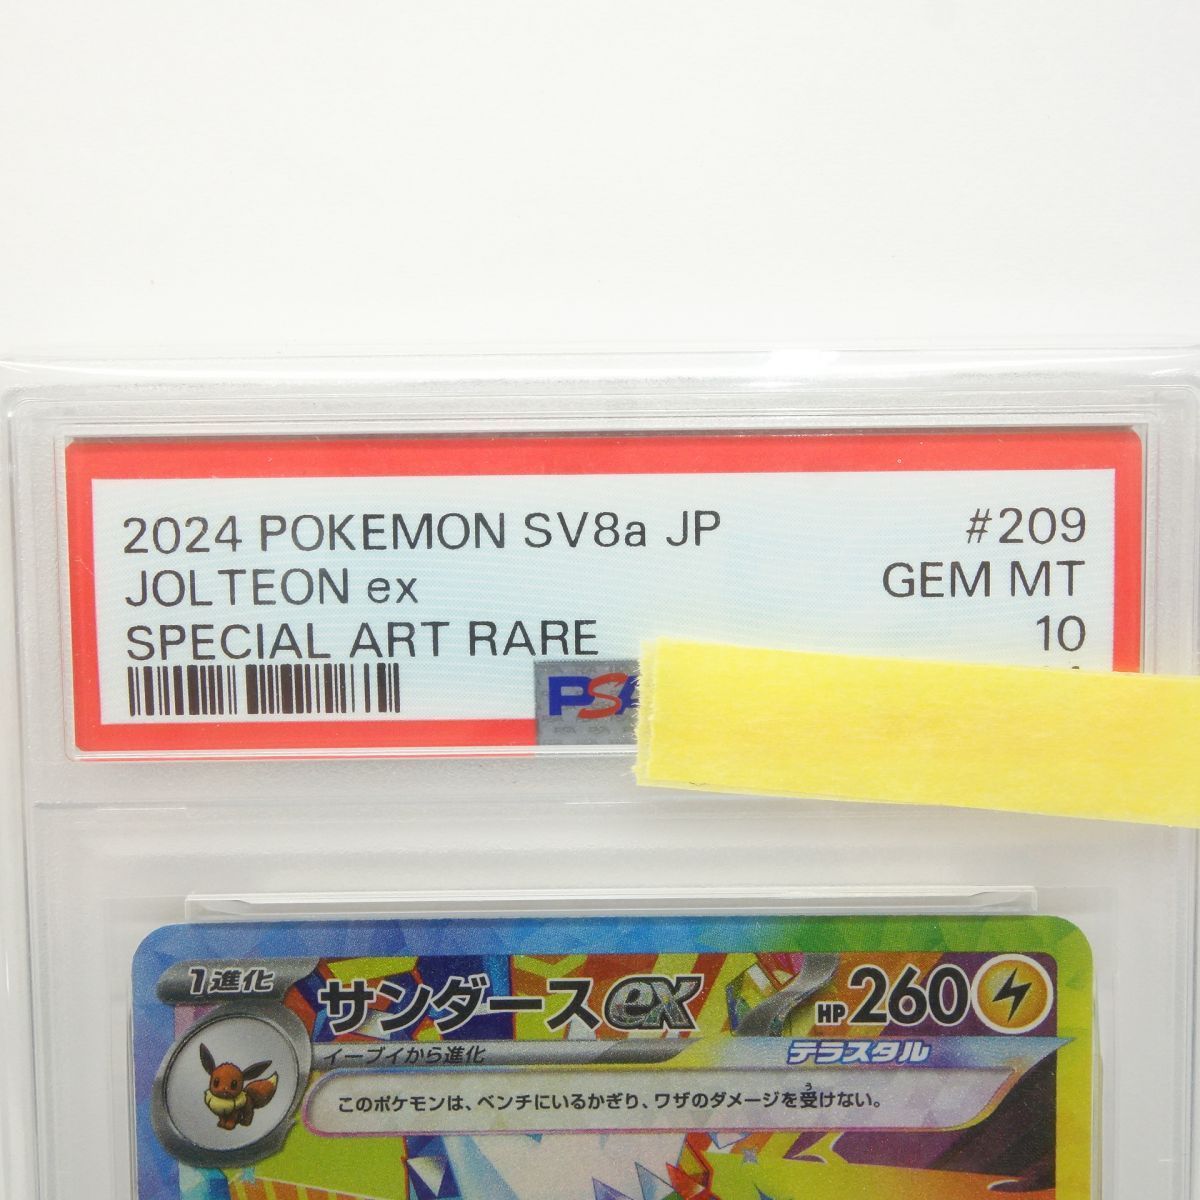 2024 POKEMON SV8a JP #209
JOLTEON ex GEM MT
SPECIAL ART RARE 10
PSA
1進化
サンダースex HP260
イーブイから進化 テラスタル
このポケモンは、ベンチにいるかぎり、ワザのダメージを受けない。
う